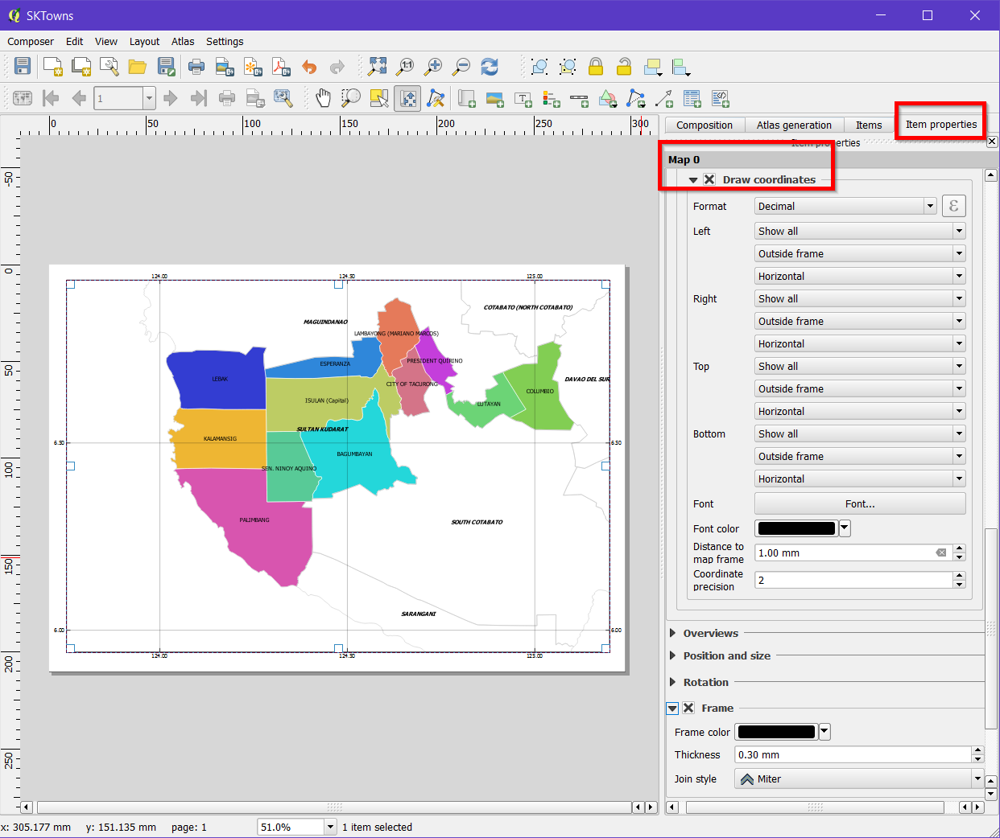 SKTowns
Composer Edit View Layout Atlas Settings
1:1
1
0 50 100 150 200 250 300
Composition Atlas generation Items Item properties
Item properties
Map 0
Draw coordinates
Format Decimal ε
Left Show all
Outside frame
Horizontal
Right Show all
Outside frame
Horizontal
Top Show all
Outside frame
Horizontal
Bottom Show all
Outside frame
Horizontal
Font Font...
Font color
Distance to
map frame 1.00 mm
Coordinate
precision 2
Overviews
Position and size
Rotation
Frame
Frame color
Thickness 0.30 mm
Join style Miter
-50
0
50
100
150
200
250
124.00 124.50 125.00
COTABATO (NORTH COTABATO)
MAGUINDANAO
LAMBAYONG (MARIANO MARCOS)
PRESIDENT QUIRINO
ESPERANZA
LEBAK
DAVAO DEL SUR
CITY OF TACURONG
COLUMBIO
ISULAN (Capital)
LUTAYAN
SULTAN KUDARAT
KALAMANSIG
6.50 6.50
BAGUMBAYAN
SEN. NINOY AQUINO
PALIMBANG
SOUTH COTABATO
SARANGANI
6.00 6.00
124.00 124.50 125.00
x: 305.177 mm y: 151.135 mm page: 1 51.0% 1 item selected